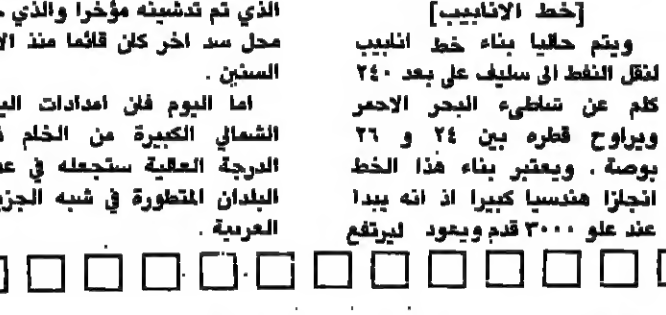 [خط الانابيب]
ويتم حاليا بناء خط انابيب
لنقل النفط الى سليف على بعد ٢٤٠
كلم عن شاطىء البحر الاحمر
ويراوح قطره بين ٢٤ و ٢٦
بوصة . ويعتبر بناء هذا الخط
انجازا هندسيا كبيرا اذ انه يبدا
عند علو ٣٠٠٠ قدم ويعود ليرتفع
الذي تم تدشينه مؤخرا والذي
محل سد اخر كان قائما منذ
السنين .
اما اليوم فان امدادات
الشمالي الكبيرة من الخام
الدرجة العالية ستجعله في
البلدان المتطورة في شبه
العربية .